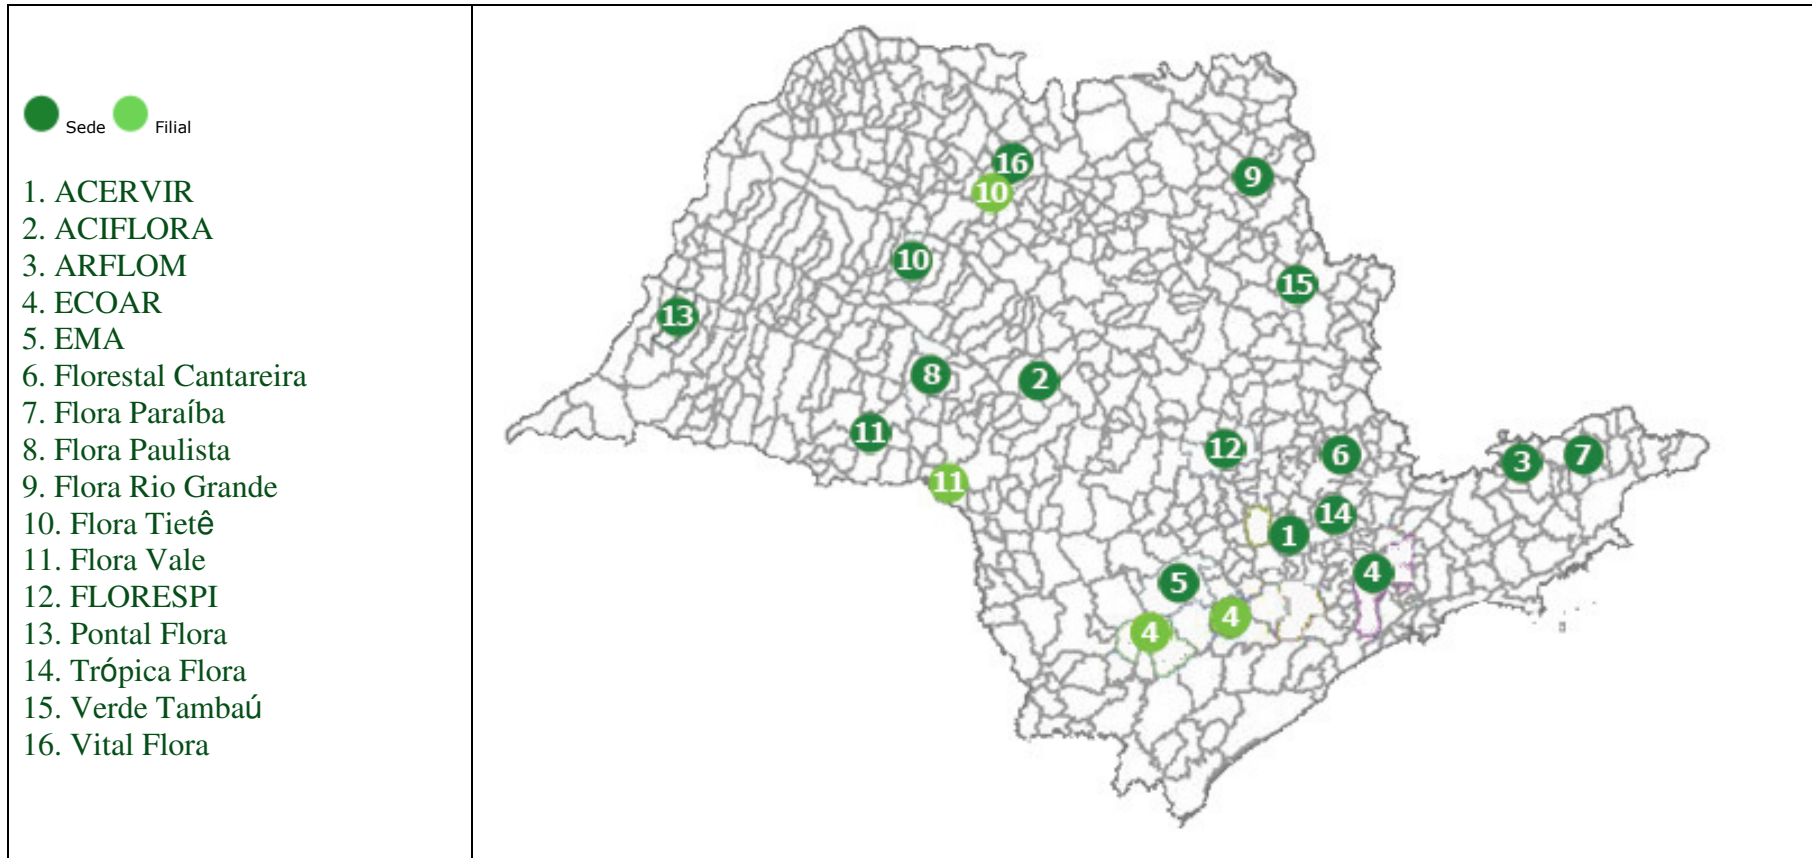 Sede Filial
1. ACERVIR
2. ACIFLORA
3. ARFLOM
4. ECOAR
5. EMA
6. Florestal Cantareira
7. Flora Paraíba
8. Flora Paulista
9. Flora Rio Grande
10. Flora Tietê
11. Flora Vale
12. FLORESPI
13. Pontal Flora
14. Trópica Flora
15. Verde Tambaú
16. Vital Flora
16
9
10
10
15
13
8
2
11
12
6
3
7
11
14
1
4
5
4
4